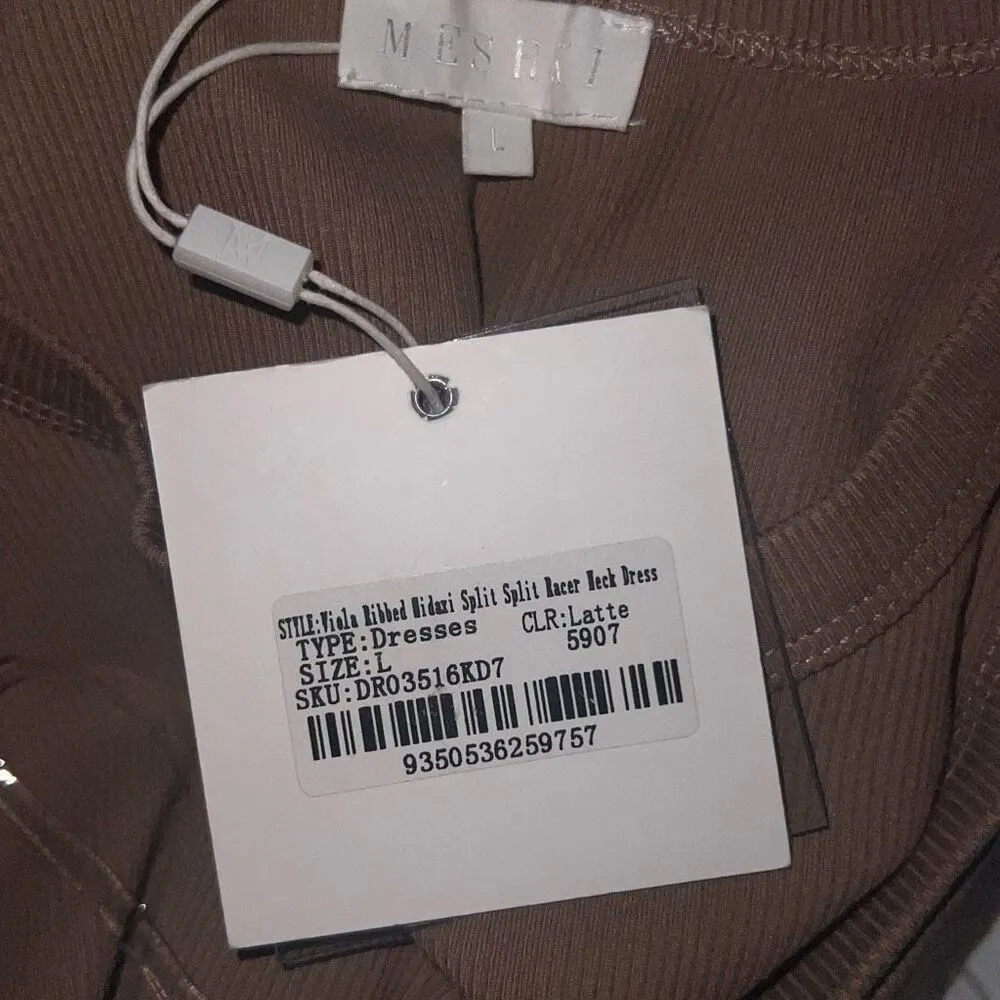 MESHKI
L
STYLE:Viola Ribbed Midaxi Split Split Racer Neck Dress
TYPE:Dresses CLR:Latte
SIZE:L 5907
SKU:DR03516KD7
9350536259757